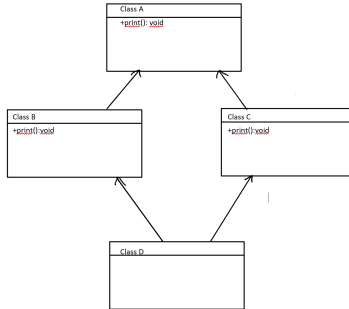 Class A
+print(): void
Class B
+print():void
Class C
+print():void
Class D